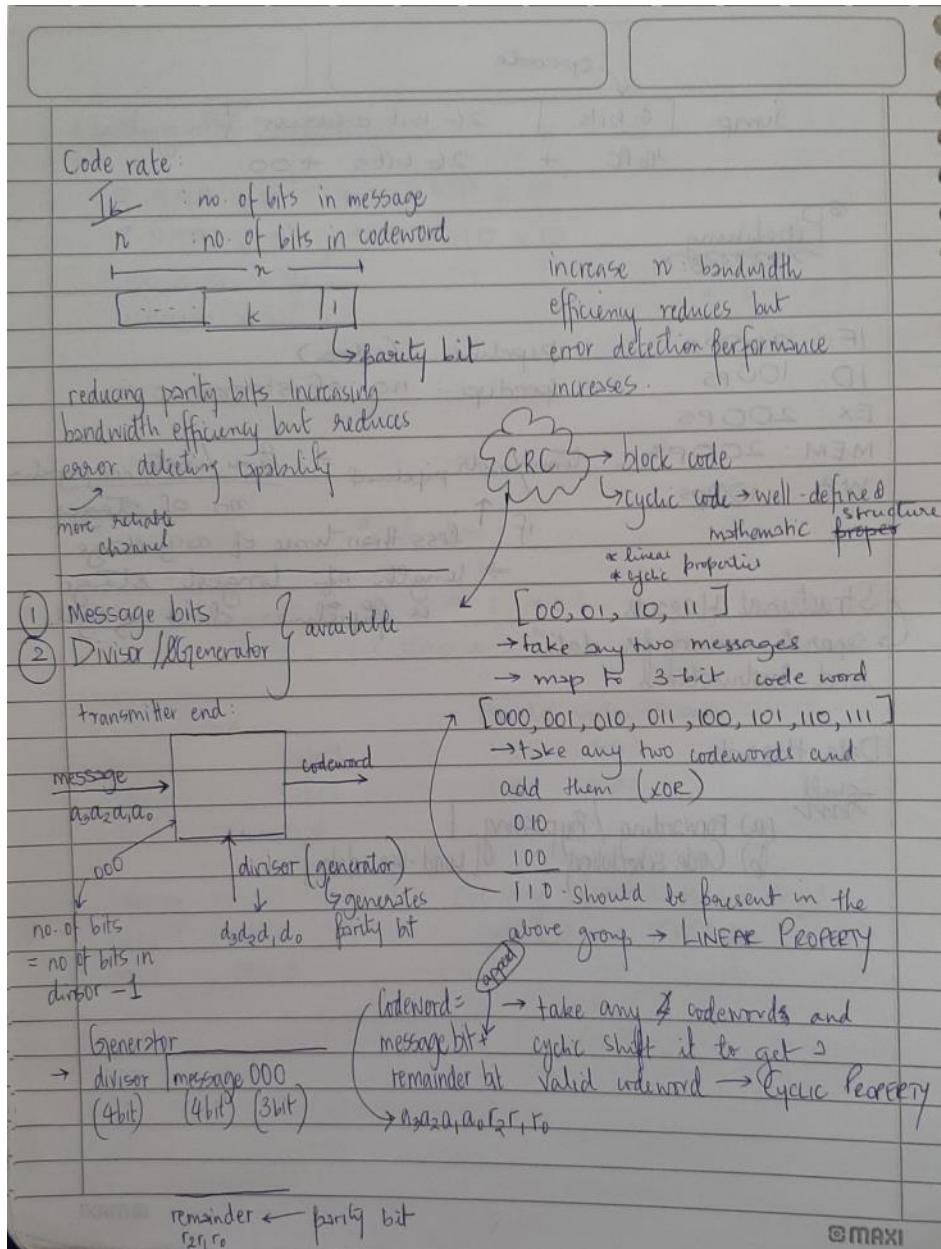 Code rate:
k : no. of bits in message
n : no. of bits in codeword
n
k
1
parity bit
increase n bandwidth
efficiency reduces but
error detection performance
increases.
reducing parity bits increasing
bandwidth efficiency but reduces
error detecting capability
more reliable
channel
CRC → block code
cyclic code → well-defined
mathematic structure
* linear
* cyclic properties
① Message bits
② Divisor / Generator
available
[00, 01, 10, 11]
→ take any two messages
→ map to 3-bit code word
[000, 001, 010, 011, 100, 101, 110, 111]
→ take any two codewords and
add them (XOR)
010
100
110 should be present in the
above group → LINEAR PROPERTY
transmitter end:
message
a3a2a1a0
codeword
000
divisor (generator)
generates
parity bit
d3d2d1d0
no. of bits
= no of bits in
divisor -1
append
Codeword =
message bit +
remainder bit
a3a2a1a0r2r1r0
→ take any codewords and
cyclic shift it to get a
valid codeword → CYCLIC PROPERTY
Generator
→ divisor message 000
(4bit) (4bit) (3bit)
remainder ← parity bit
r2r1r0
MAXI